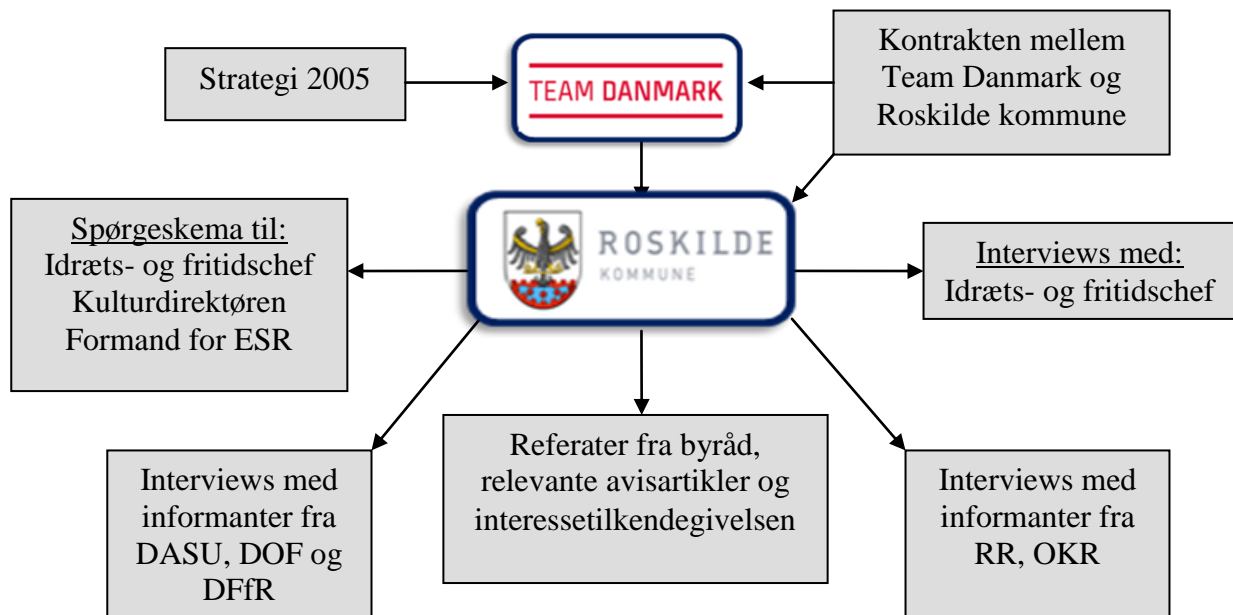 Strategi 2005
TEAM DANMARK
Kontrakten mellem
Team Danmark og
Roskilde kommune
Spørgeskema til:
Idræts- og fritidschef
Kulturdirektøren
Formand for ESR
ROSKILDE
KOMMUNE
Interviews med:
Idræts- og fritidschef
Interviews med
informanter fra
DASU, DOF og
DFfR
Referater fra byråd,
relevante avisartikler og
interessetilkendegivelsen
Interviews med
informanter fra
RR, OKR